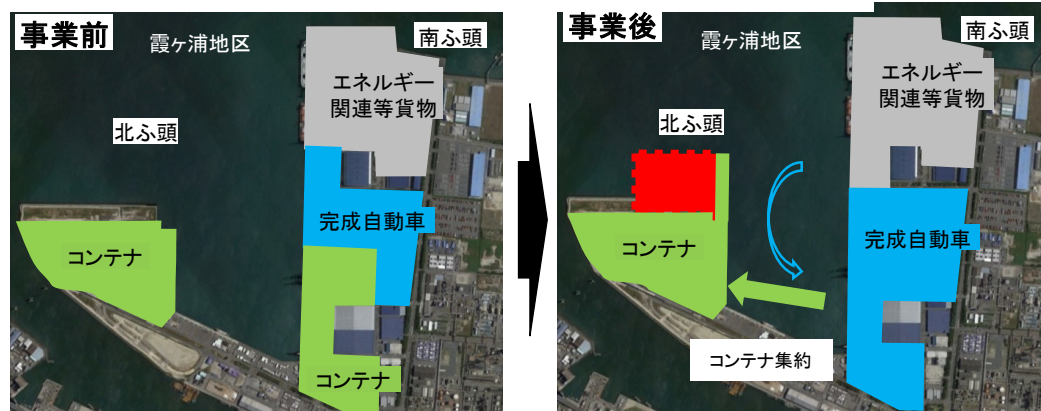 事業前
霞ヶ浦地区
南ふ頭
エネルギー
関連等貨物
北ふ頭
完成自動車
コンテナ
コンテナ
事業後
霞ヶ浦地区
南ふ頭
エネルギー
関連等貨物
北ふ頭
コンテナ
完成自動車
コンテナ集約